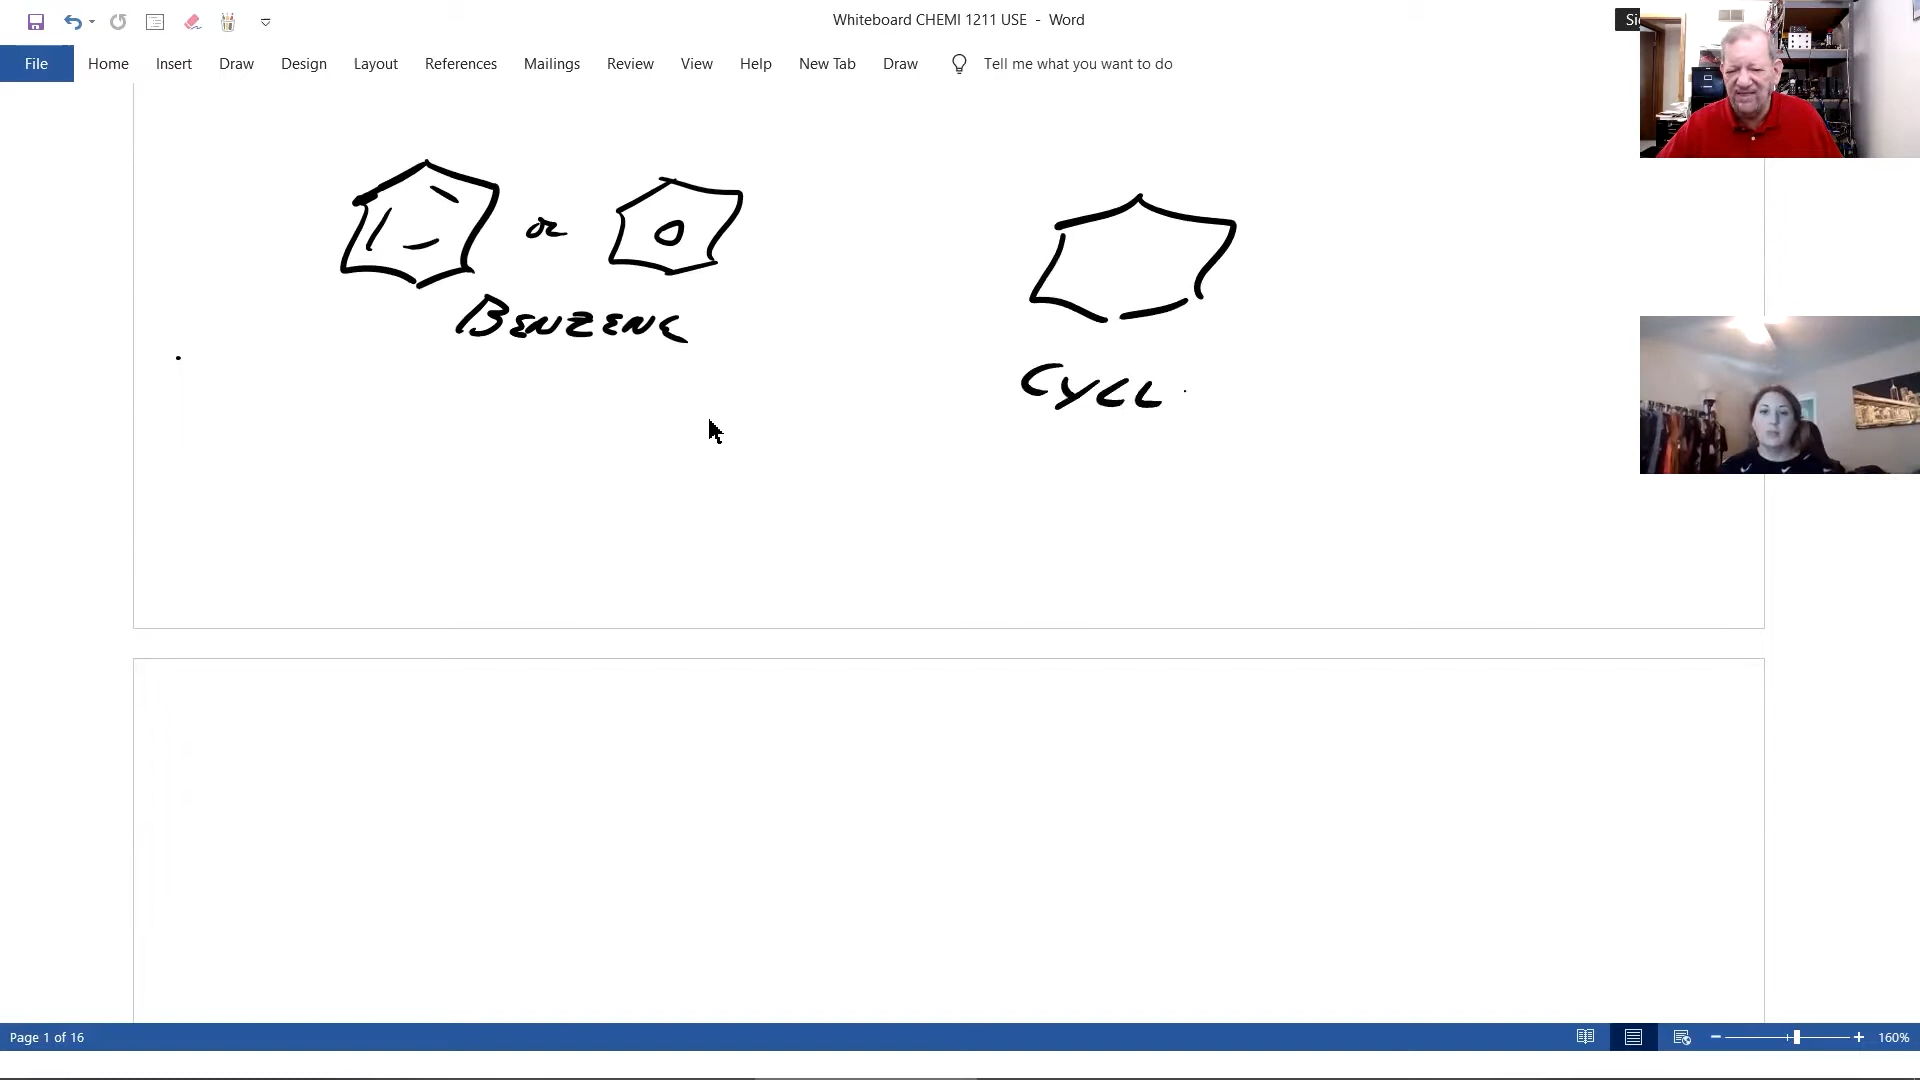 Whiteboard CHEMI 1211 USE - Word
Si
File Home Insert Draw Design Layout References Mailings Review View Help New Tab Draw Tell me what you want to do
or
BENZENE
CYCL
Page 1 of 16
160%